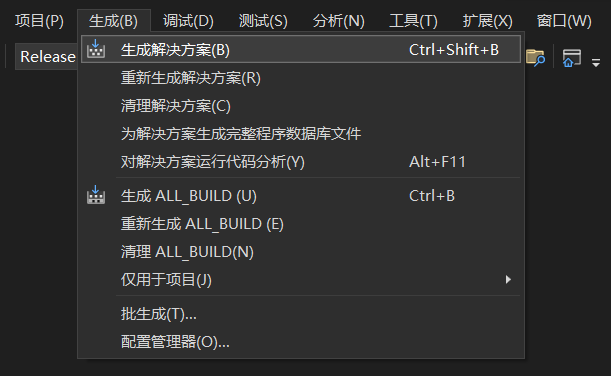 项目(P) 生成(B) 调试(D) 测试(S) 分析(N) 工具(T) 扩展(X) 窗口(W)
Release
生成解决方案(B) Ctrl+Shift+B
重新生成解决方案(R)
清理解决方案(C)
为解决方案生成完整程序数据库文件
对解决方案运行代码分析(Y) Alt+F11
生成 ALL_BUILD (U) Ctrl+B
重新生成 ALL_BUILD (E)
清理 ALL_BUILD(N)
仅用于项目(J)
批生成(T)...
配置管理器(O)...